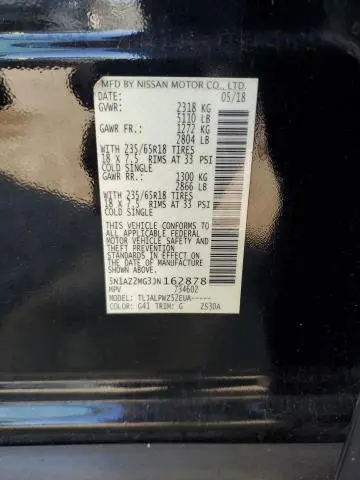 MFD BY NISSAN MOTOR CO., LTD.
DATE: 05/18
GVWR: 2318 KG
5110 LB
GAWR FR.: 1272 KG
2804 LB
WITH 235/65R18 TIRES
18 X 7.5 RIMS AT 33 PSI
COLD SINGLE
GAWR RR.: 1300 KG
2866 LB
WITH 235/65R18 TIRES
18 X 7.5 RIMS AT 33 PSI
COLD SINGLE
THIS VEHICLE CONFORMS TO ALL
APPLICABLE FEDERAL
MOTOR VEHICLE SAFETY, AND
THEFT PREVENTION
STANDARDS IN EFFECT ON THE
DATE OF MANUFACTURE
SHOWN ABOVE.
5N1AZ2MG3JN162878
MPV 734602
MODEL: TLJALPWZ52EUA-----
COLOR: G41 TRIM: G ZS30A